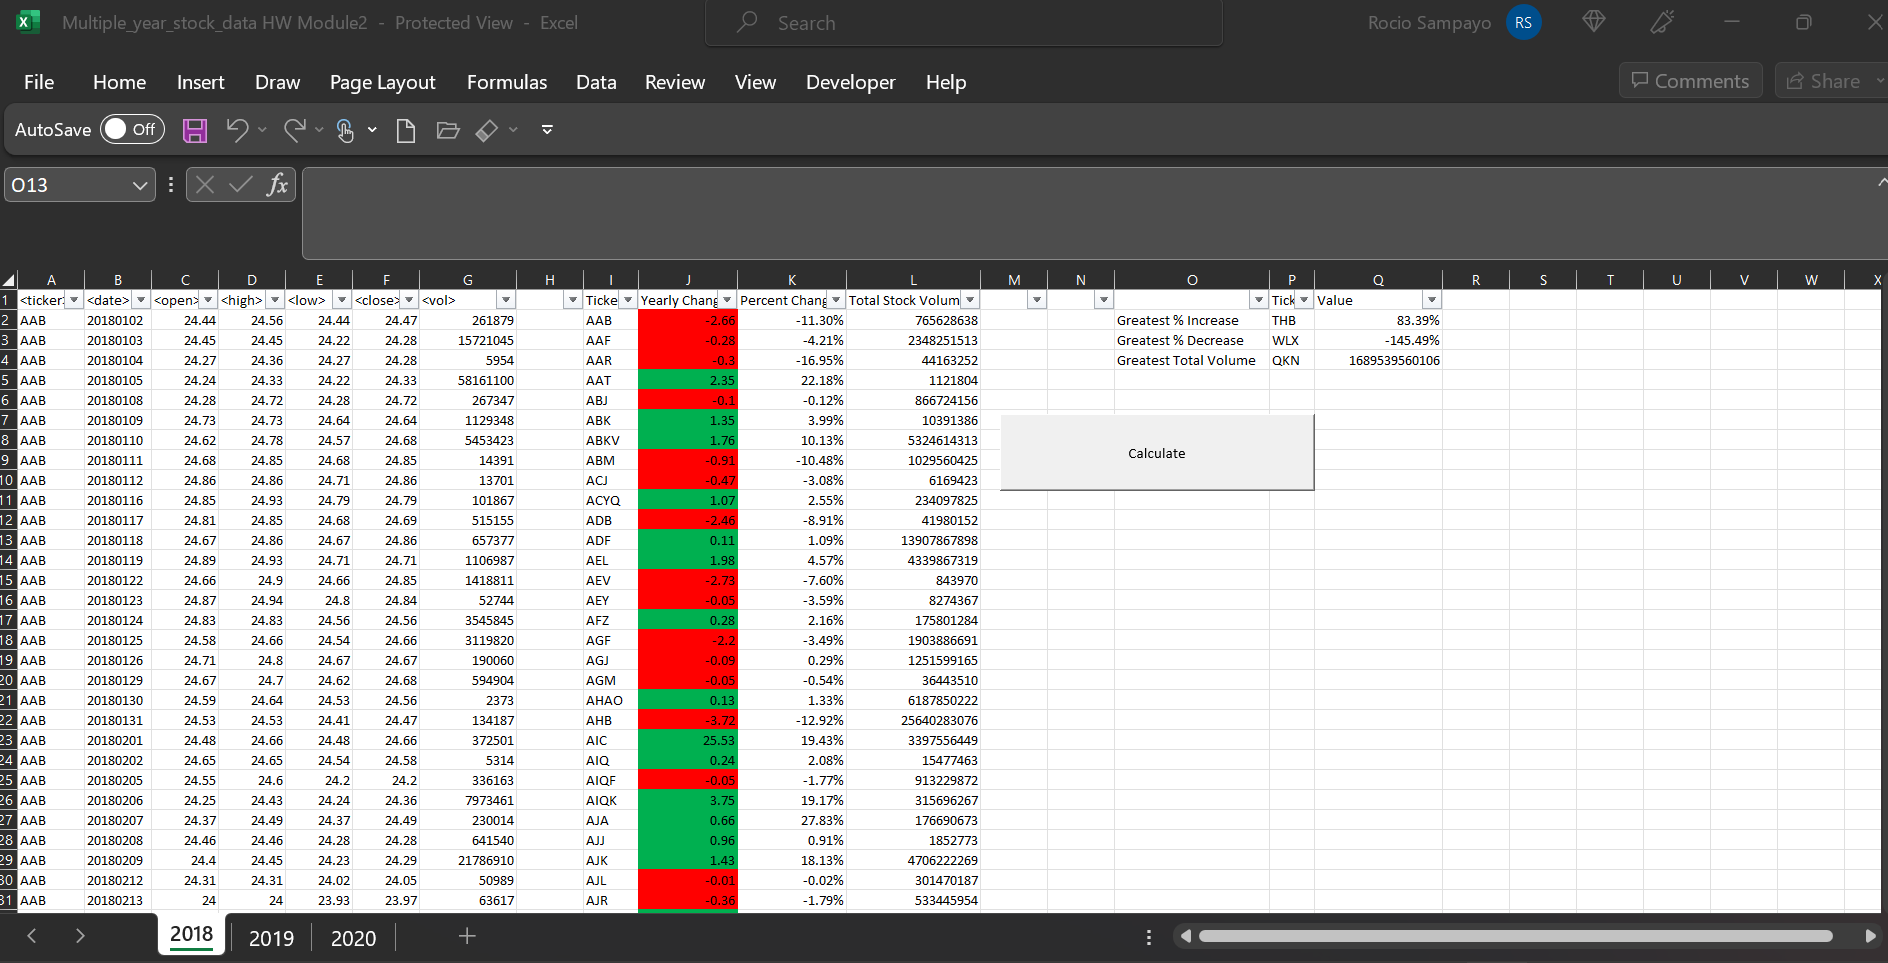 Multiple_year_stock_data HW Module2 - Protected View - Excel Search Rocio Sampayo RS
File Home Insert Draw Page Layout Formulas Data Review View Developer Help Comments Share
AutoSave Off
O13 fx
A B C D E F G H I J K L M N O P Q R S T U V W X
1 <ticker> <date> <open> <high> <low> <close> <vol> Ticke Yearly Chang Percent Chang Total Stock Volum Tick Value
2 AAB 20180102 24.44 24.56 24.44 24.47 261879 AAB -2.66 -11.30% 765628638 Greatest % Increase THB 83.39%
3 AAB 20180103 24.45 24.45 24.22 24.28 15721045 AAF -0.28 -4.21% 2348251513 Greatest % Decrease WLX -145.49%
4 AAB 20180104 24.27 24.36 24.27 24.28 5954 AAR -0.3 -16.95% 44163252 Greatest Total Volume QKN 1689539560106
5 AAB 20180105 24.24 24.33 24.22 24.33 58161100 AAT 2.35 22.18% 1121804
6 AAB 20180108 24.28 24.72 24.28 24.72 267347 ABJ -0.1 -0.12% 866724156
7 AAB 20180109 24.73 24.73 24.64 24.64 1129348 ABK 1.35 3.99% 10391386
8 AAB 20180110 24.62 24.78 24.57 24.68 5453423 ABKV 1.76 10.13% 5324614313
9 AAB 20180111 24.68 24.85 24.68 24.85 14391 ABM -0.91 -10.48% 1029560425 Calculate
10 AAB 20180112 24.86 24.86 24.71 24.86 13701 ACJ -0.47 -3.08% 6169423
11 AAB 20180116 24.85 24.93 24.79 24.79 101867 ACYQ 1.07 2.55% 234097825
12 AAB 20180117 24.81 24.85 24.68 24.69 515155 ADB -2.46 -8.91% 41980152
13 AAB 20180118 24.67 24.86 24.67 24.86 657377 ADF 0.11 1.09% 13907867898
14 AAB 20180119 24.89 24.93 24.71 24.71 1106987 AEL 1.98 4.57% 4339867319
15 AAB 20180122 24.66 24.9 24.66 24.85 1418811 AEV -2.73 -7.60% 843970
16 AAB 20180123 24.87 24.94 24.8 24.84 52744 AEY -0.05 -3.59% 8274367
17 AAB 20180124 24.83 24.83 24.56 24.56 3545845 AFZ 0.28 2.16% 175801284
18 AAB 20180125 24.58 24.66 24.54 24.66 3119820 AGF -2.2 -3.49% 1903886691
19 AAB 20180126 24.71 24.8 24.67 24.67 190060 AGJ -0.09 0.29% 1251599165
20 AAB 20180129 24.67 24.7 24.62 24.68 594904 AGM -0.05 -0.54% 36443510
21 AAB 20180130 24.59 24.64 24.53 24.56 2373 AHAO 0.13 1.33% 6187850222
22 AAB 20180131 24.53 24.53 24.41 24.47 134187 AHB -3.72 -12.92% 25640283076
23 AAB 20180201 24.48 24.66 24.48 24.66 372501 AIC 25.53 19.43% 3397556449
24 AAB 20180202 24.65 24.65 24.54 24.58 5314 AIQ 0.24 2.08% 15477463
25 AAB 20180205 24.55 24.6 24.2 24.2 336163 AIQF -0.05 -1.77% 913229872
26 AAB 20180206 24.25 24.43 24.24 24.36 7973461 AIQK 3.75 19.17% 315696267
27 AAB 20180207 24.37 24.49 24.37 24.49 230014 AJA 0.66 27.83% 176690673
28 AAB 20180208 24.46 24.46 24.28 24.28 641540 AJJ 0.96 0.91% 1852773
29 AAB 20180209 24.4 24.45 24.23 24.29 21786910 AJK 1.43 18.13% 4706222269
30 AAB 20180212 24.31 24.31 24.02 24.05 50989 AJL -0.01 -0.02% 301470187
31 AAB 20180213 24 24 23.93 23.97 63617 AJR -0.36 -1.79% 533445954
2018 2019 2020